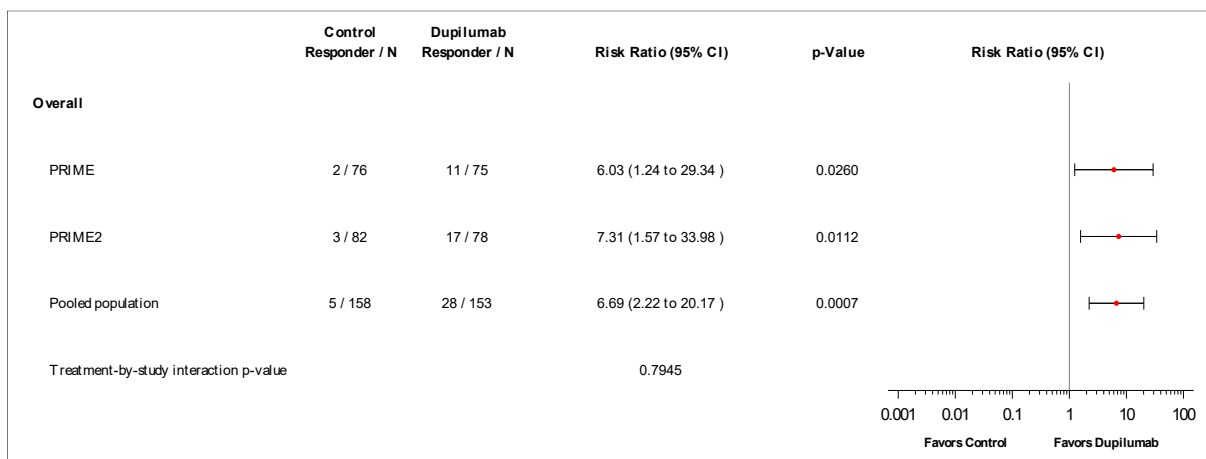 Control Dupilumab
Responder / N Responder / N Risk Ratio (95% CI) p-Value Risk Ratio (95% CI)
Overall
PRIME 2 / 76 11 / 75 6.03 (1.24 to 29.34 ) 0.0260
PRIME2 3 / 82 17 / 78 7.31 (1.57 to 33.98 ) 0.0112
Pooled population 5 / 158 28 / 153 6.69 (2.22 to 20.17 ) 0.0007
Treatment-by-study interaction p-value 0.7945
0.001 0.01 0.1 1 10 100
Favors Control Favors Dupilumab